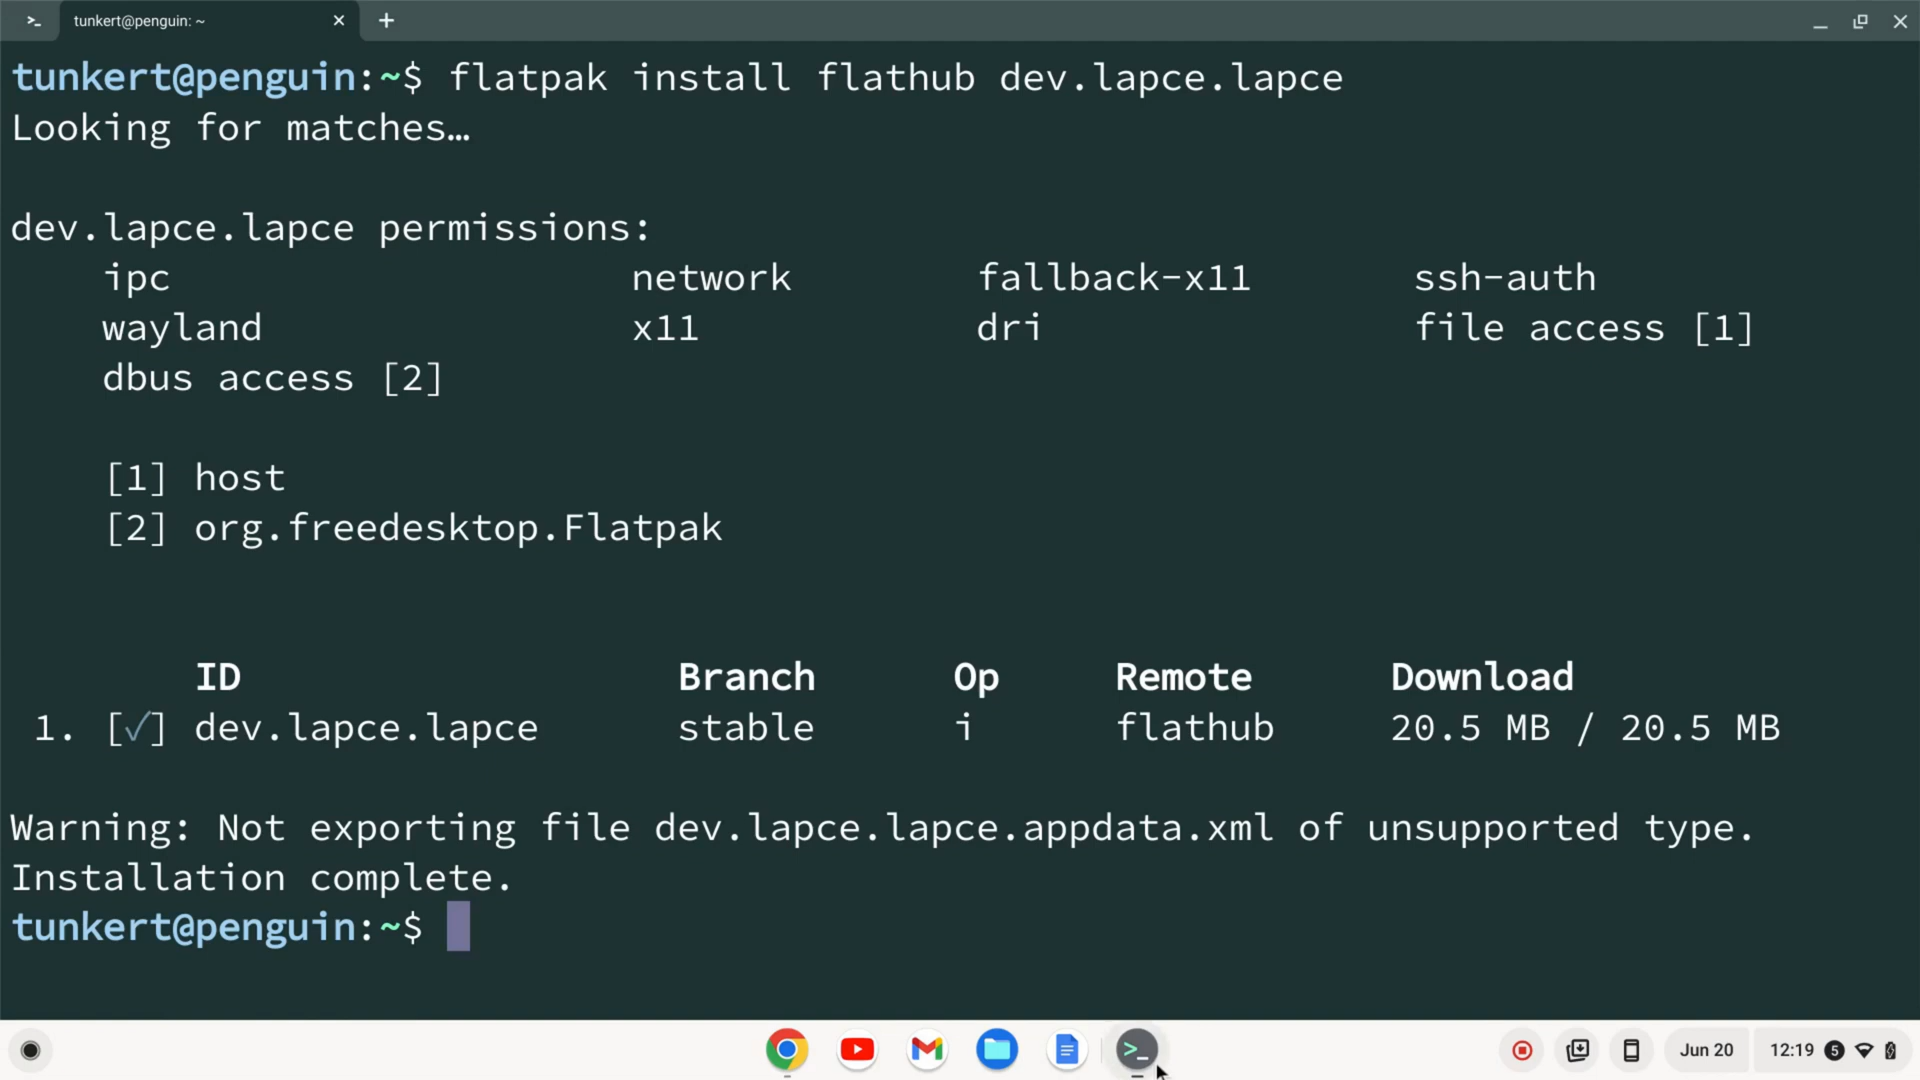 tunkert@penguin: ~
tunkert@penguin:~$ flatpak install flathub dev.lapce.lapce
Looking for matches…
dev.lapce.lapce permissions:
ipc network fallback-x11 ssh-auth
wayland x11 dri file access [1]
dbus access [2]
[1] host
[2] org.freedesktop.Flatpak
ID Branch Op Remote Download
1. [✓] dev.lapce.lapce stable i flathub 20.5 MB / 20.5 MB
Warning: Not exporting file dev.lapce.lapce.appdata.xml of unsupported type.
Installation complete.
tunkert@penguin:~$
Jun 20 12:19 5